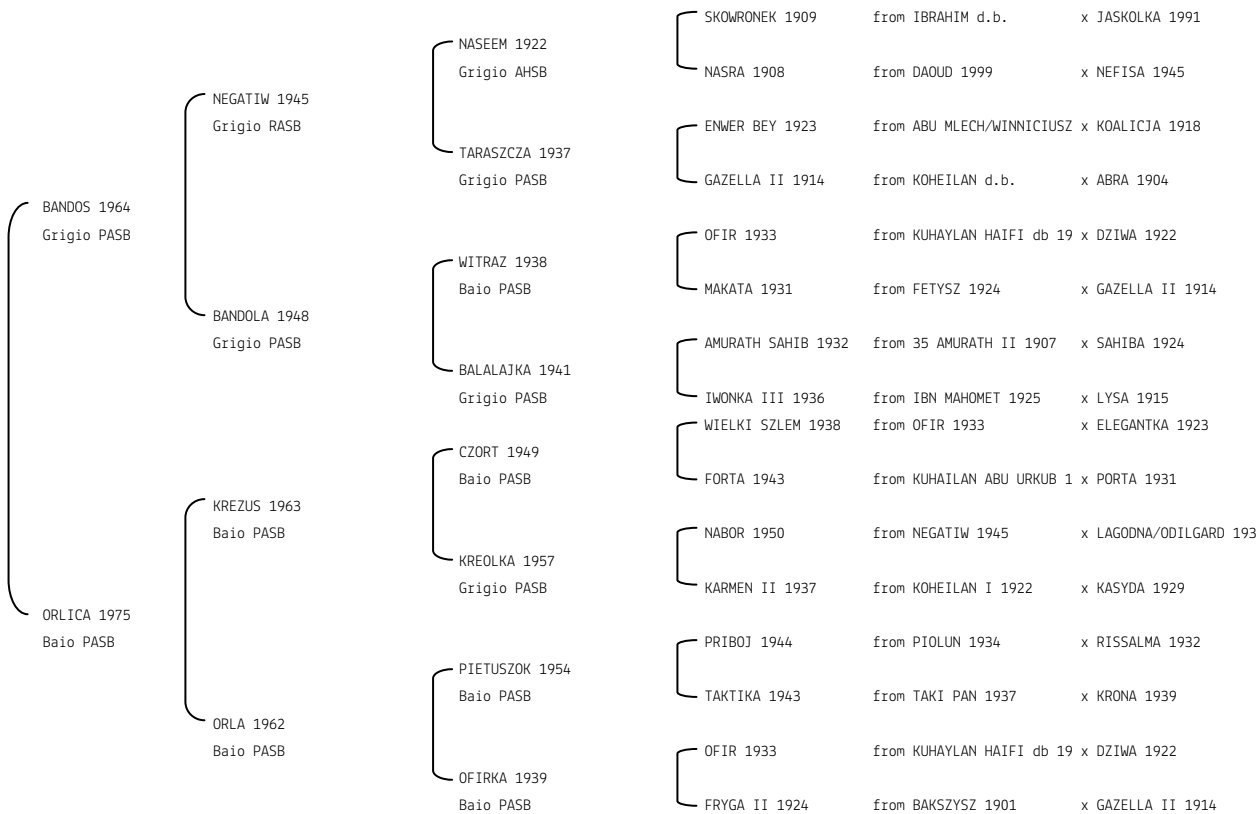 SKOWRONEK 1909 from IBRAHIM d.b. x JASKOLKA 1991
NASEEM 1922
Grigio AHSB
NASRA 1908 from DAOUD 1999 x NEFISA 1945
NEGATIW 1945
Grigio RASB
ENWER BEY 1923 from ABU MLECH/WINNICIUSZ x KOALICJA 1918
TARASZCZA 1937
Grigio PASB
GAZELLA II 1914 from KOHEILAN d.b. x ABRA 1904
BANDOS 1964
Grigio PASB
OFIR 1933 from KUHAYLAN HAIFI db 19 x DZIWA 1922
WITRAZ 1938
Baio PASB
MAKATA 1931 from FETYSZ 1924 x GAZELLA II 1914
BANDOLA 1948
Grigio PASB
AMURATH SAHIB 1932 from 35 AMURATH II 1907 x SAHIBA 1924
BALALAJKA 1941
Grigio PASB
IWONKA III 1936 from IBN MAHOMET 1925 x LYSA 1915
WIELKI SZLEM 1938 from OFIR 1933 x ELEGANTKA 1923
CZORT 1949
Baio PASB
FORTA 1943 from KUHAILAN ABU URKUB 1 x PORTA 1931
KREZUS 1963
Baio PASB
NABOR 1950 from NEGATIW 1945 x LAGODNA/ODILGARD 193
KREOLKA 1957
Grigio PASB
KARMEN II 1937 from KOHEILAN I 1922 x KASYDA 1929
ORLICA 1975
Baio PASB
PRIBOJ 1944 from PIOLUN 1934 x RISSALMA 1932
PIETUSZOK 1954
Baio PASB
TAKTIKA 1943 from TAKI PAN 1937 x KRONA 1939
ORLA 1962
Baio PASB
OFIR 1933 from KUHAYLAN HAIFI db 19 x DZIWA 1922
OFIRKA 1939
Baio PASB
FRYGA II 1924 from BAKSZYSZ 1901 x GAZELLA II 1914